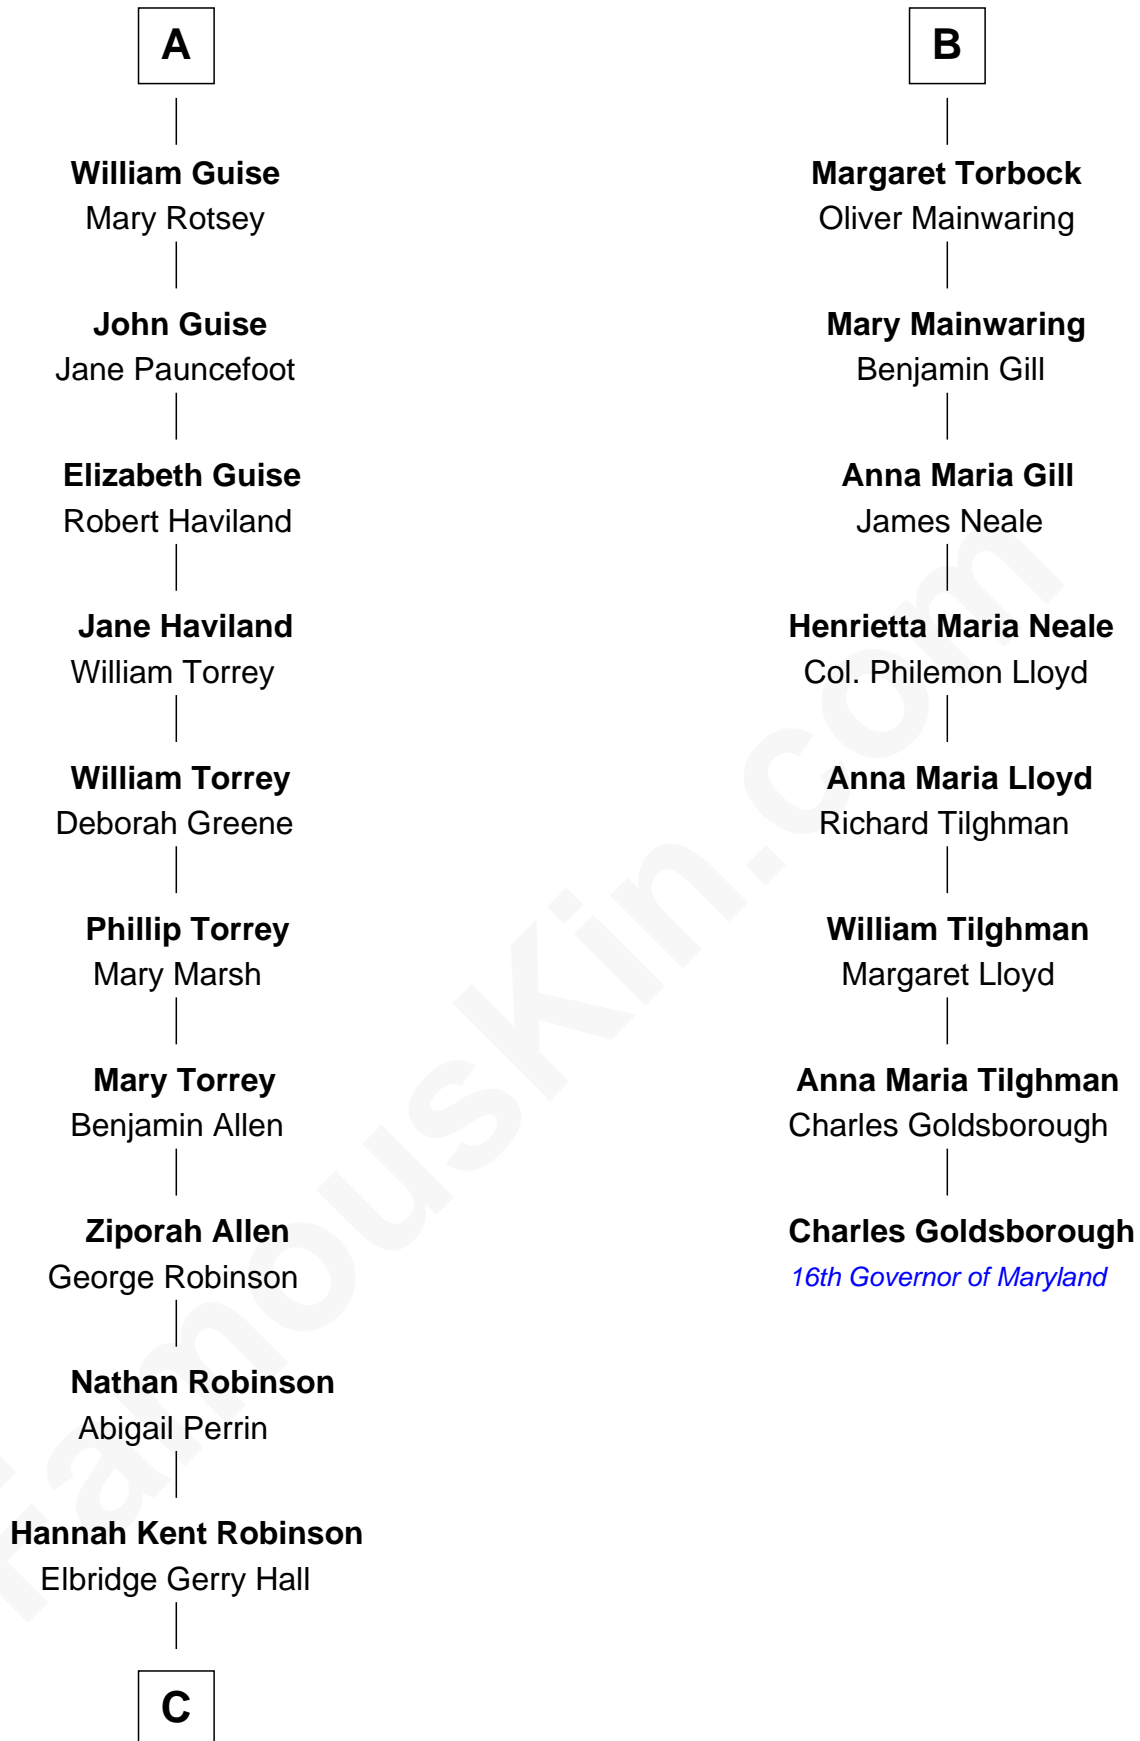 A
William Guise
Mary Rotsey
John Guise
Jane Pauncefoot
Elizabeth Guise
Robert Haviland
Jane Haviland
William Torrey
William Torrey
Deborah Greene
Phillip Torrey
Mary Marsh
Mary Torrey
Benjamin Allen
Ziporah Allen
George Robinson
Nathan Robinson
Abigail Perrin
Hannah Kent Robinson
Elbridge Gerry Hall
C
B
Margaret Torbock
Oliver Mainwaring
Mary Mainwaring
Benjamin Gill
Anna Maria Gill
James Neale
Henrietta Maria Neale
Col. Philemon Lloyd
Anna Maria Lloyd
Richard Tilghman
William Tilghman
Margaret Lloyd
Anna Maria Tilghman
Charles Goldsborough
Charles Goldsborough
16th Governor of Maryland
FamousKin.com